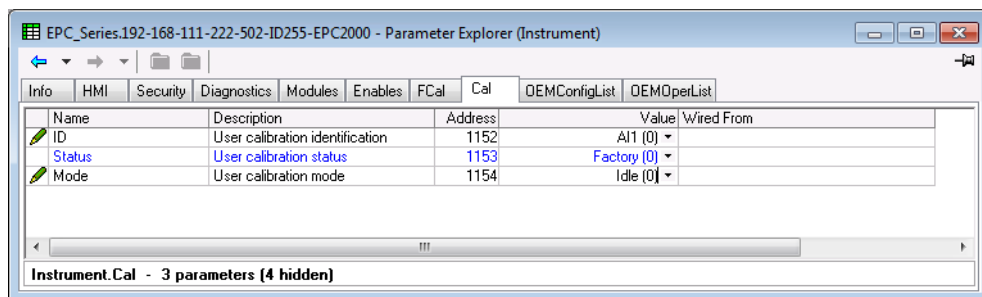 EPC_Series.192-168-111-222-502-ID255-EPC2000 - Parameter Explorer (Instrument)
Info HMI Security Diagnostics Modules Enables FCal Cal OEMConfigList OEMOperList
Name Description Address Value Wired From
ID User calibration identification 1152 AI1 (0)
Status User calibration status 1153 Factory (0)
Mode User calibration mode 1154 Idle (0)
Instrument.Cal - 3 parameters (4 hidden)